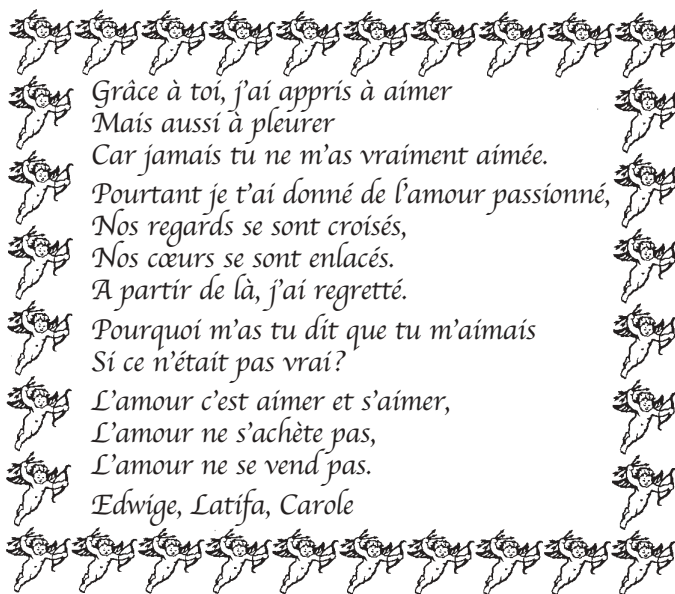 Grâce à toi, j'ai appris à aimer
Mais aussi à pleurer
Car jamais tu ne m'as vraiment aimée.
Pourtant je t'ai donné de l'amour passionné,
Nos regards se sont croisés,
Nos cœurs se sont enlacés.
A partir de là, j'ai regretté.
Pourquoi m'as tu dit que tu m'aimais
Si ce n'était pas vrai?
L'amour c'est aimer et s'aimer,
L'amour ne s'achète pas,
L'amour ne se vend pas.
Edwige, Latifa, Carole